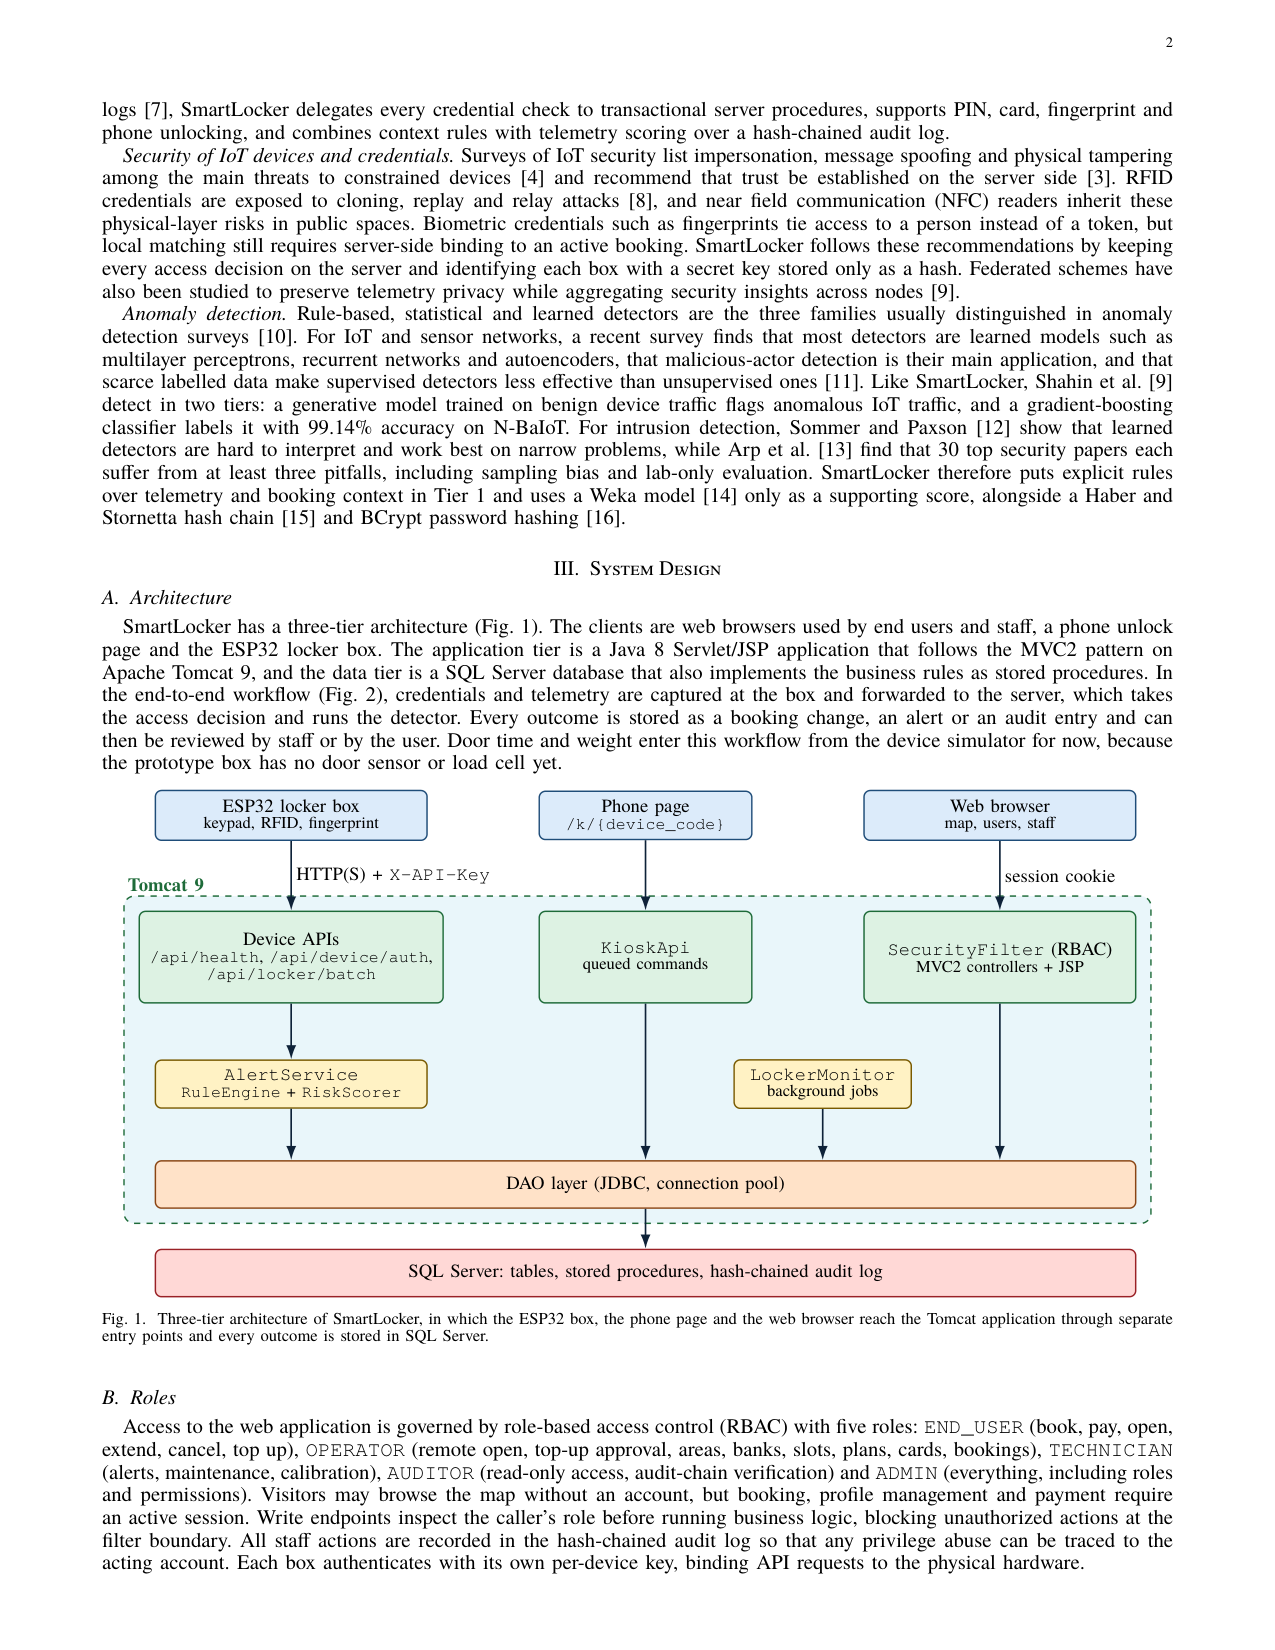 2
logs [7], SmartLocker delegates every credential check to transactional server procedures, supports PIN, card, fingerprint and
phone unlocking, and combines context rules with telemetry scoring over a hash-chained audit log.
Security of IoT devices and credentials. Surveys of IoT security list impersonation, message spoofing and physical tampering
among the main threats to constrained devices [4] and recommend that trust be established on the server side [3]. RFID
credentials are exposed to cloning, replay and relay attacks [8], and near field communication (NFC) readers inherit these
physical-layer risks in public spaces. Biometric credentials such as fingerprints tie access to a person instead of a token, but
local matching still requires server-side binding to an active booking. SmartLocker follows these recommendations by keeping
every access decision on the server and identifying each box with a secret key stored only as a hash. Federated schemes have
also been studied to preserve telemetry privacy while aggregating security insights across nodes [9].
Anomaly detection. Rule-based, statistical and learned detectors are the three families usually distinguished in anomaly
detection surveys [10]. For IoT and sensor networks, a recent survey finds that most detectors are learned models such as
multilayer perceptrons, recurrent networks and autoencoders, that malicious-actor detection is their main application, and that
scarce labelled data make supervised detectors less effective than unsupervised ones [11]. Like SmartLocker, Shahin et al. [9]
detect in two tiers: a generative model trained on benign device traffic flags anomalous IoT traffic, and a gradient-boosting
classifier labels it with 99.14% accuracy on N-BaIoT. For intrusion detection, Sommer and Paxson [12] show that learned
detectors are hard to interpret and work best on narrow problems, while Arp et al. [13] find that 30 top security papers each
suffer from at least three pitfalls, including sampling bias and lab-only evaluation. SmartLocker therefore puts explicit rules
over telemetry and booking context in Tier 1 and uses a Weka model [14] only as a supporting score, alongside a Haber and
Stornetta hash chain [15] and BCrypt password hashing [16].
III. System Design
A. Architecture
SmartLocker has a three-tier architecture (Fig. 1). The clients are web browsers used by end users and staff, a phone unlock
page and the ESP32 locker box. The application tier is a Java 8 Servlet/JSP application that follows the MVC2 pattern on
Apache Tomcat 9, and the data tier is a SQL Server database that also implements the business rules as stored procedures. In
the end-to-end workflow (Fig. 2), credentials and telemetry are captured at the box and forwarded to the server, which takes
the access decision and runs the detector. Every outcome is stored as a booking change, an alert or an audit entry and can
then be reviewed by staff or by the user. Door time and weight enter this workflow from the device simulator for now, because
the prototype box has no door sensor or load cell yet.
ESP32 locker box
keypad, RFID, fingerprint
Phone page
/k/{device_code}
Web browser
map, users, staff
HTTP(S) + X-API-Key
session cookie
Tomcat 9
Device APIs
/api/health, /api/device/auth,
/api/locker/batch
KioskApi
queued commands
SecurityFilter (RBAC)
MVC2 controllers + JSP
AlertService
RuleEngine + RiskScorer
LockerMonitor
background jobs
DAO layer (JDBC, connection pool)
SQL Server: tables, stored procedures, hash-chained audit log
Fig. 1. Three-tier architecture of SmartLocker, in which the ESP32 box, the phone page and the web browser reach the Tomcat application through separate
entry points and every outcome is stored in SQL Server.
B. Roles
Access to the web application is governed by role-based access control (RBAC) with five roles: END_USER (book, pay, open,
extend, cancel, top up), OPERATOR (remote open, top-up approval, areas, banks, slots, plans, cards, bookings), TECHNICIAN
(alerts, maintenance, calibration), AUDITOR (read-only access, audit-chain verification) and ADMIN (everything, including roles
and permissions). Visitors may browse the map without an account, but booking, profile management and payment require
an active session. Write endpoints inspect the caller's role before running business logic, blocking unauthorized actions at the
filter boundary. All staff actions are recorded in the hash-chained audit log so that any privilege abuse can be traced to the
acting account. Each box authenticates with its own per-device key, binding API requests to the physical hardware.